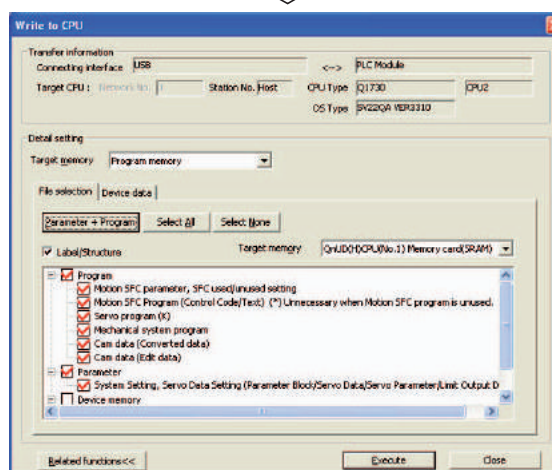 Write to CPU
Transfer information
Connecting interface USB <--> PLC Module
Target CPU : Network No. 1 Station No. Host CPU Type Q173D CPU2
OS Type SV22QA VER331O
Detail setting
Target memory Program memory
File selection Device data
Parameter + Program Select All Select None
Label/Structure Target memory QnUD(H)CPU(No.1) Memory card(SRAM)
Program
Motion SFC parameter, SFC used/unused setting
Motion SFC Program (Control Code/Text) (*) Unnecessary when Motion SFC program is unused.
Servo program (K)
Mechanical system program
Cam data (Converted data)
Cam data (Edit data)
Parameter
System Setting, Servo Data Setting (Parameter Block/Servo Data/Servo Parameter/Limit Output D
Device memory
Related functions<< Execute Close